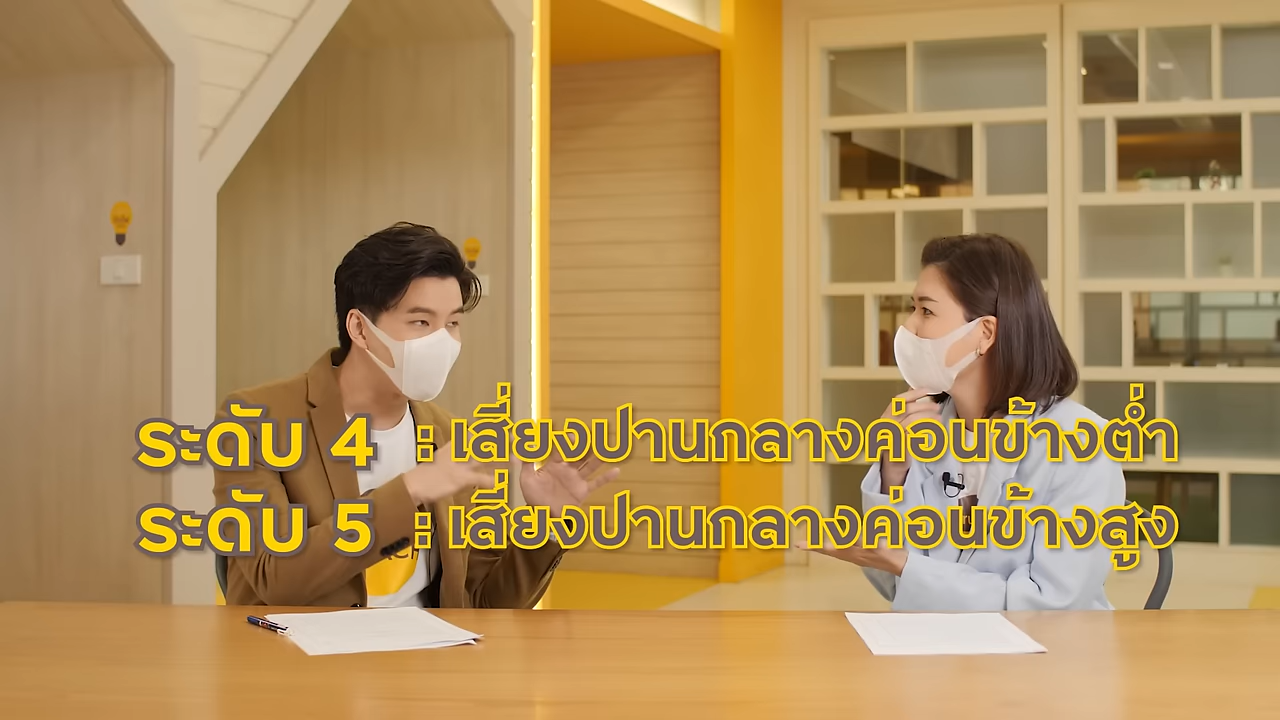 ระดับ 4 : เสี่ยงปานกลางค่อนข้างต่ำ
ระดับ 5 : เสี่ยงปานกลางค่อนข้างสูง